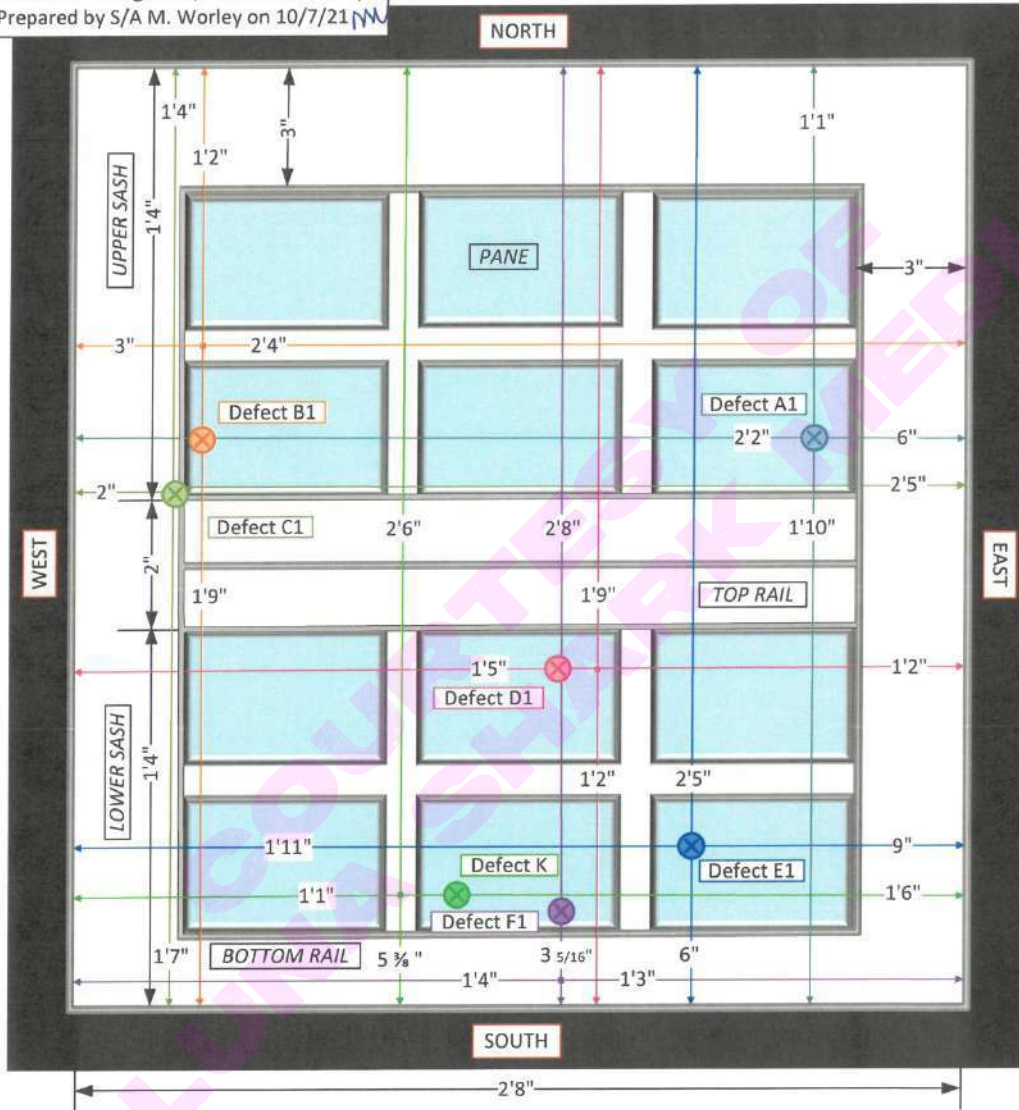 Prepared by S/A M. Worley on 10/7/21 MW
NORTH
1'4"
1'2"
3"
1'1"
UPPER SASH
1'4"
PANE
3"
3"
2'4"
Defect B1
Defect A1
2'2"
6"
2"
2'5"
Defect C1
2'6"
2'8"
1'10"
WEST
EAST
2"
1'9"
1'9"
TOP RAIL
1'5"
1'2"
Defect D1
LOWER SASH
1'4"
1'2"
2'5"
1'11"
9"
Defect K
Defect E1
1'1"
1'6"
Defect F1
1'7"
BOTTOM RAIL
5 ⅜ "
3 5/16"
6"
1'4"
1'3"
SOUTH
2'8"
COURTESY OF
LUNA SHARK MEDI